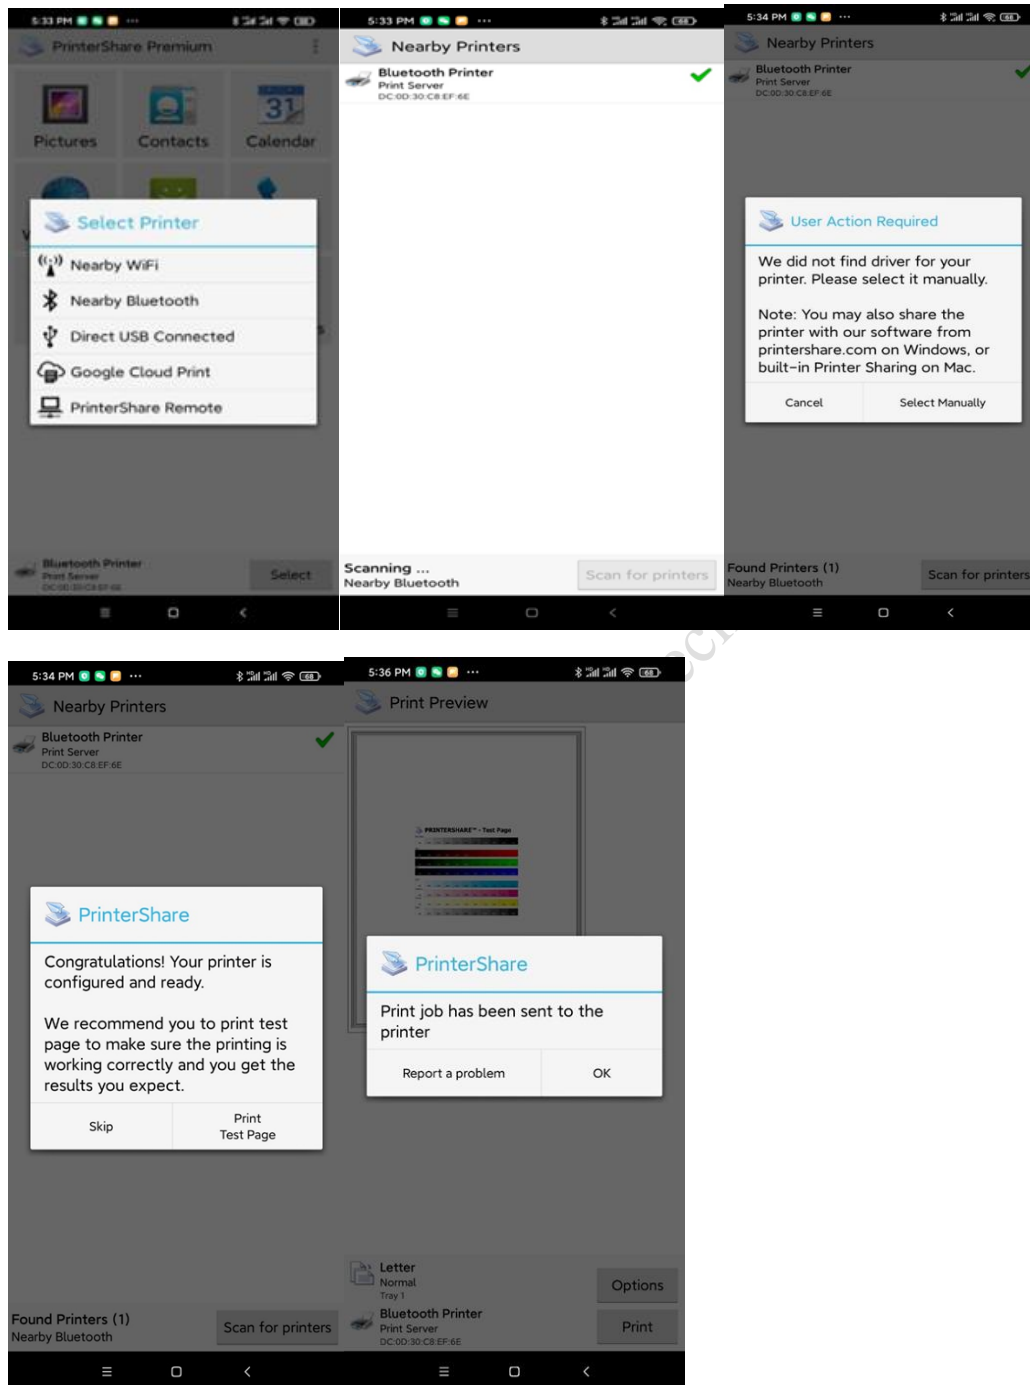 5:33 PM
PrinterShare Premium
Pictures
Contacts
Calendar
Select Printer
Nearby WiFi
Nearby Bluetooth
Direct USB Connected
Google Cloud Print
PrinterShare Remote
Bluetooth Printer
Print Server
Select
5:33 PM
68
Nearby Printers
Bluetooth Printer
Print Server
DC:0D:30:C8:EF:6E
Scanning ...
Nearby Bluetooth
Scan for printers
5:34 PM
68
Nearby Printers
Bluetooth Printer
Print Server
DC:0D:30:C8:EF:6E
User Action Required
We did not find driver for your
printer. Please select it manually.
Note: You may also share the
printer with our software from
printershare.com on Windows, or
built-in Printer Sharing on Mac.
Cancel
Select Manually
Found Printers (1)
Nearby Bluetooth
Scan for printers
5:34 PM
68
Nearby Printers
Bluetooth Printer
Print Server
DC:0D:30:C8:EF:6E
PrinterShare
Congratulations! Your printer is
configured and ready.
We recommend you to print test
page to make sure the printing is
working correctly and you get the
results you expect.
Skip
Print
Test Page
Found Printers (1)
Nearby Bluetooth
Scan for printers
5:36 PM
68
Print Preview
PRINTERSHARE™ - Test Page
PrinterShare
Print job has been sent to the
printer
Report a problem
OK
Letter
Normal
Tray 1
Options
Bluetooth Printer
Print Server
DC:0D:30:C8:EF:6E
Print